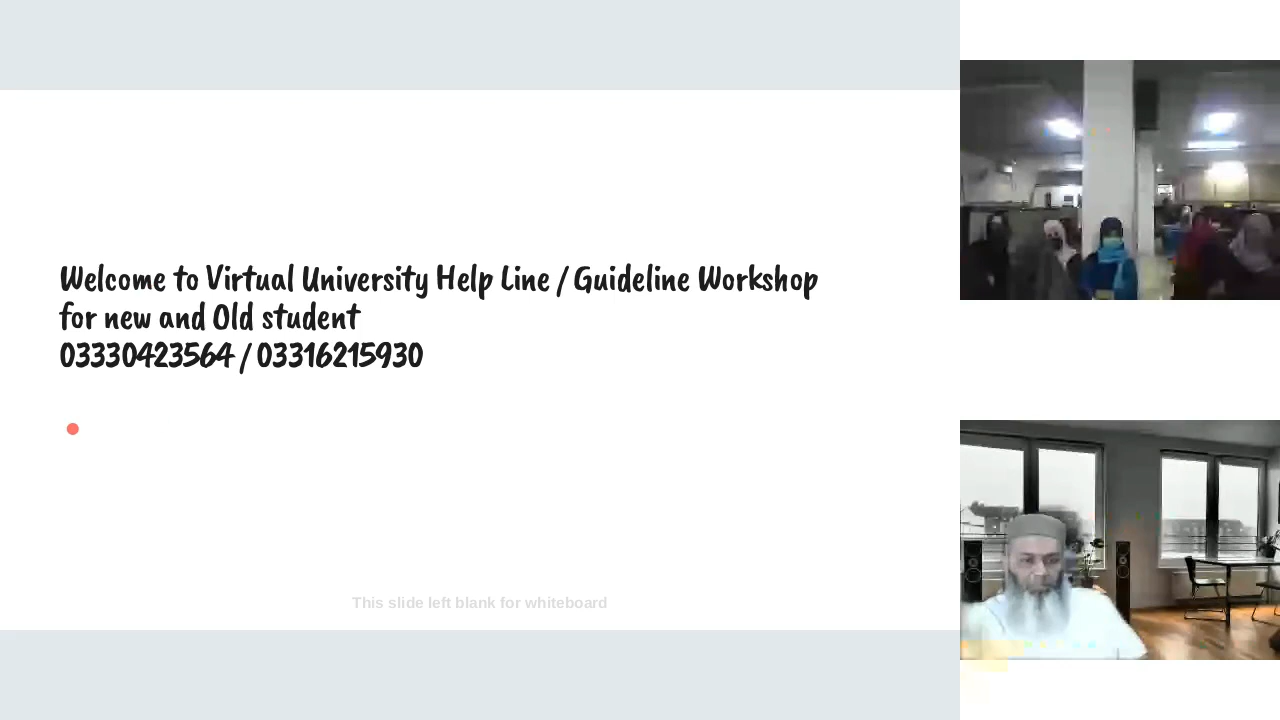 Welcome to Virtual University Help Line / Guideline Workshop
for new and Old student
03330423564 / 03316215930
This slide left blank for whiteboard